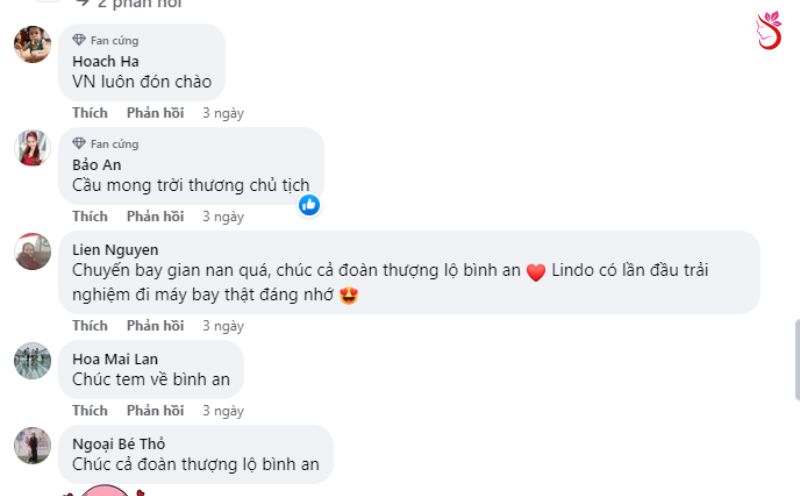 2 phản hồi
Fan cứng
Hoach Ha
VN luôn đón chào
Thích Phản hồi 3 ngày
Fan cứng
Bảo An
Cầu mong trời thương chủ tịch
Thích Phản hồi 3 ngày
Lien Nguyen
Chuyến bay gian nan quá, chúc cả đoàn thượng lộ bình an ❤️ Lindo có lần đầu trải
nghiệm đi máy bay thật đáng nhớ 😍
Thích Phản hồi 3 ngày
Hoa Mai Lan
Chúc tem về bình an
Thích Phản hồi 3 ngày
Ngoại Bé Thỏ
Chúc cả đoàn thượng lộ bình an